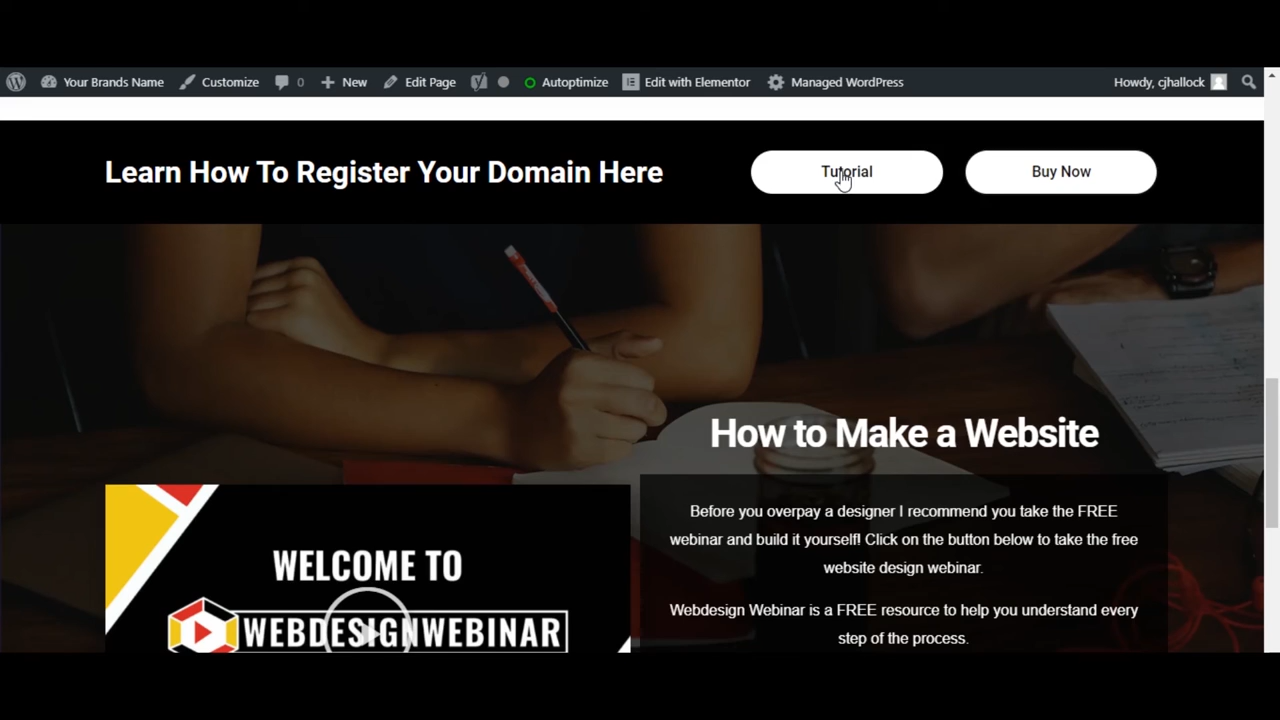 Your Brands Name Customize 0 New Edit Page Autoptimize Edit with Elementor Managed WordPress Howdy, cjhallock
Learn How To Register Your Domain Here Tutorial Buy Now
How to Make a Website
Before you overpay a designer I recommend you take the FREE
webinar and build it yourself! Click on the button below to take the free
website design webinar.
Webdesign Webinar is a FREE resource to help you understand every
step of the process.
WELCOME TO
WEBDESIGNWEBINAR